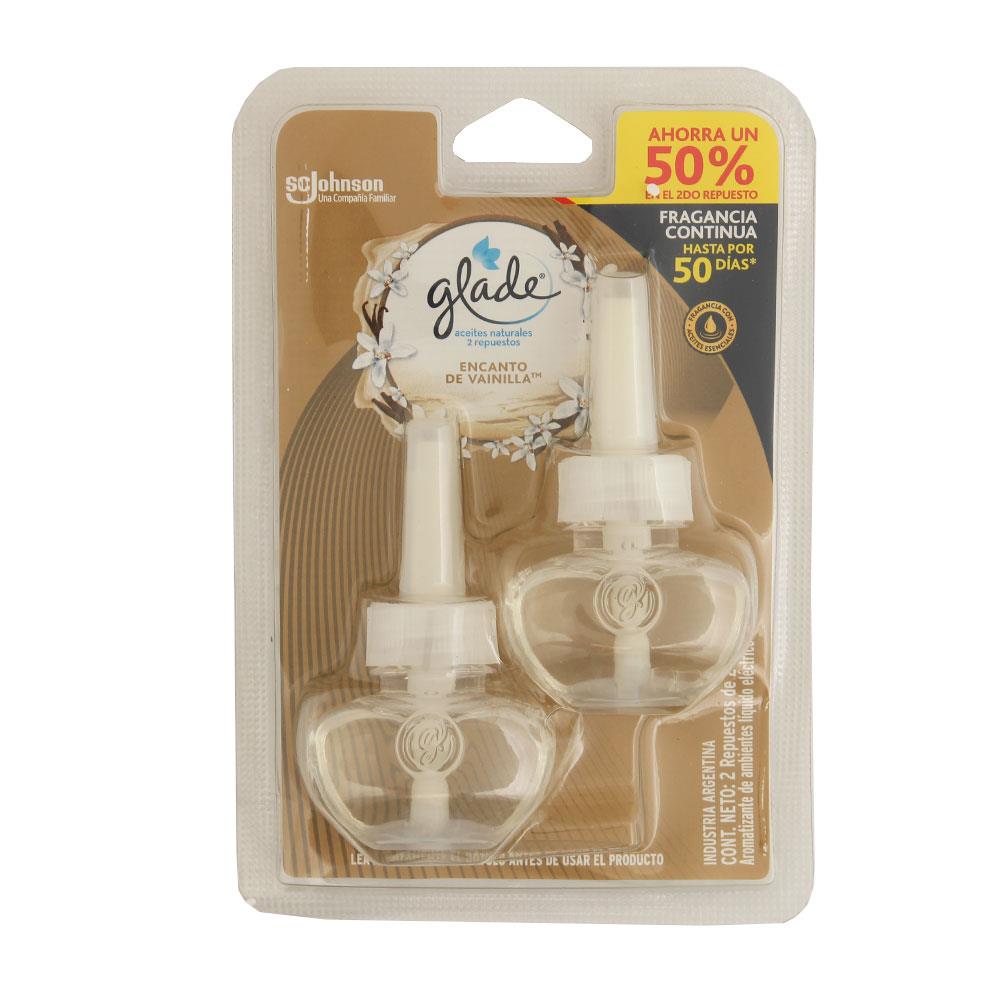 AHORRA UN
50%
EN EL 2DO REPUESTO
FRAGANCIA
CONTINUA
HASTA POR
50 DÍAS*
FRAGANCIA CON
ACEITES ESENCIALES
SCJohnson
Una Compañía Familiar
glade®
aceites naturales
2 repuestos
ENCANTO
DE VAINILLA™
INDUSTRIA ARGENTINA
CONT. NETO: 2 Repuestos de
Aromatizante de ambientes líquido eléctrico
ANTES DE USAR EL PRODUCTO